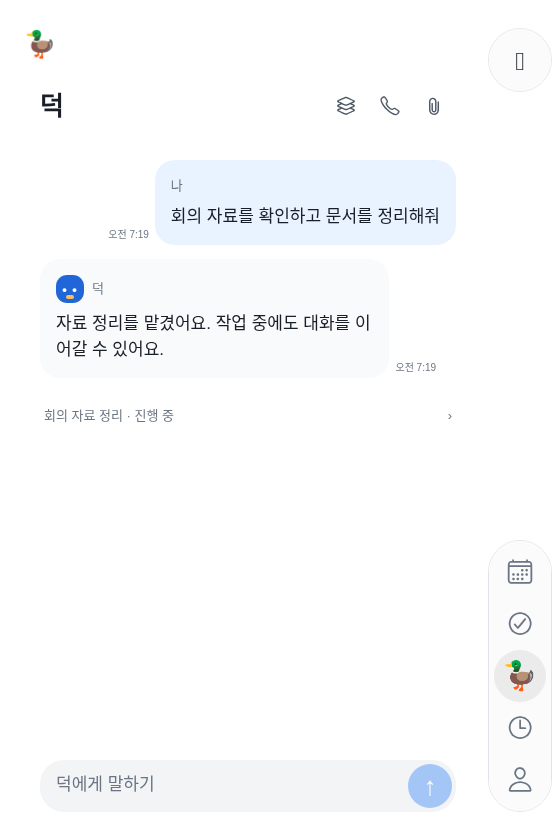 덕
나
회의 자료를 확인하고 문서를 정리해줘
오전 7:19
덕
자료 정리를 맡겼어요. 작업 중에도 대화를 이
어갈 수 있어요.
오전 7:19
회의 자료 정리 · 진행 중 ›
덕에게 말하기
↑